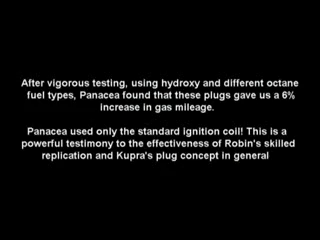 After vigorous testing, using hydroxy and different octane
fuel types, Panacea found that these plugs gave us a 6%
increase in gas mileage.
Panacea used only the standard ignition coil! This is a
powerful testimony to the effectiveness of Robin's skilled
replication and Kupra's plug concept in general